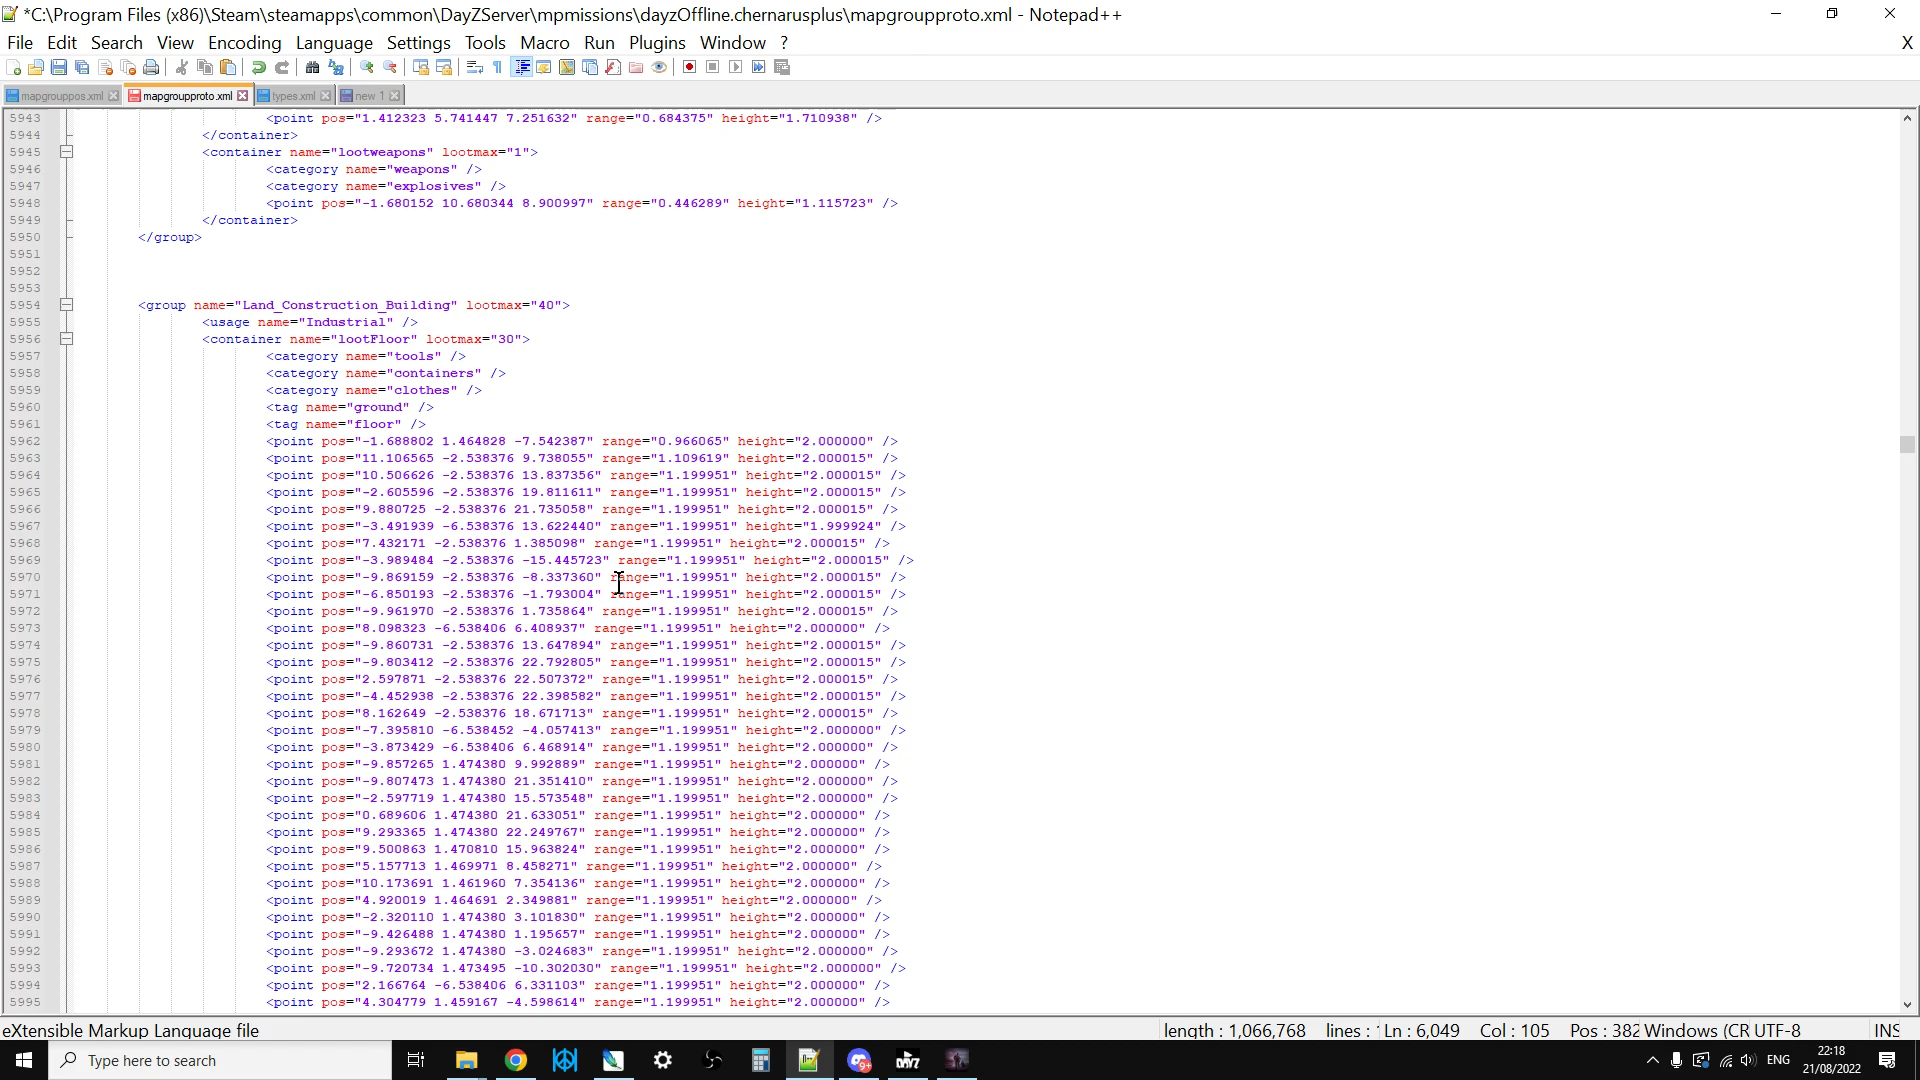 *C:\Program Files (x86)\Steam\steamapps\common\DayZServer\mpmissions\dayzOffline.chernarusplus\mapgroupproto.xml - Notepad++
File Edit Search View Encoding Language Settings Tools Macro Run Plugins Window ? X
mapgrouppos.xml mapgroupproto.xml types.xml new 1
5943 <point pos="1.412323 5.741447 7.251632" range="0.684375" height="1.710938" />
5944 </container>
5945 <container name="lootweapons" lootmax="1">
5946 <category name="weapons" />
5947 <category name="explosives" />
5948 <point pos="-1.680152 10.680344 8.900997" range="0.446289" height="1.115723" />
5949 </container>
5950 </group>
5951
5952
5953
5954 <group name="Land_Construction_Building" lootmax="40">
5955 <usage name="Industrial" />
5956 <container name="lootFloor" lootmax="30">
5957 <category name="tools" />
5958 <category name="containers" />
5959 <category name="clothes" />
5960 <tag name="ground" />
5961 <tag name="floor" />
5962 <point pos="-1.688802 1.464828 -7.542387" range="0.966065" height="2.000000" />
5963 <point pos="11.106565 -2.538376 9.738055" range="1.109619" height="2.000015" />
5964 <point pos="10.506626 -2.538376 13.837356" range="1.199951" height="2.000015" />
5965 <point pos="-2.605596 -2.538376 19.811611" range="1.199951" height="2.000015" />
5966 <point pos="9.880725 -2.538376 21.735058" range="1.199951" height="2.000015" />
5967 <point pos="-3.491939 -6.538376 13.622440" range="1.199951" height="1.999924" />
5968 <point pos="7.432171 -2.538376 1.385098" range="1.199951" height="2.000015" />
5969 <point pos="-3.989484 -2.538376 -15.445723" range="1.199951" height="2.000015" />
5970 <point pos="-9.869159 -2.538376 -8.337360" range="1.199951" height="2.000015" />
5971 <point pos="-6.850193 -2.538376 -1.793004" range="1.199951" height="2.000015" />
5972 <point pos="-9.961970 -2.538376 1.735864" range="1.199951" height="2.000015" />
5973 <point pos="8.098323 -6.538406 6.408937" range="1.199951" height="2.000000" />
5974 <point pos="-9.860731 -2.538376 13.647894" range="1.199951" height="2.000015" />
5975 <point pos="-9.803412 -2.538376 22.792805" range="1.199951" height="2.000015" />
5976 <point pos="2.597871 -2.538376 22.507372" range="1.199951" height="2.000015" />
5977 <point pos="-4.452938 -2.538376 22.398582" range="1.199951" height="2.000015" />
5978 <point pos="8.162649 -2.538376 18.671713" range="1.199951" height="2.000015" />
5979 <point pos="-7.395810 -6.538452 -4.057413" range="1.199951" height="2.000000" />
5980 <point pos="-3.873429 -6.538406 6.468914" range="1.199951" height="2.000000" />
5981 <point pos="-9.857265 1.474380 9.992889" range="1.199951" height="2.000000" />
5982 <point pos="-9.807473 1.474380 21.351410" range="1.199951" height="2.000000" />
5983 <point pos="-2.597719 1.474380 15.573548" range="1.199951" height="2.000000" />
5984 <point pos="0.689606 1.474380 21.633051" range="1.199951" height="2.000000" />
5985 <point pos="9.293365 1.474380 22.249767" range="1.199951" height="2.000000" />
5986 <point pos="9.500863 1.470810 15.963824" range="1.199951" height="2.000000" />
5987 <point pos="5.157713 1.469971 8.458271" range="1.199951" height="2.000000" />
5988 <point pos="10.173691 1.461960 7.354136" range="1.199951" height="2.000000" />
5989 <point pos="4.920019 1.464691 2.349881" range="1.199951" height="2.000000" />
5990 <point pos="-2.320110 1.474380 3.101830" range="1.199951" height="2.000000" />
5991 <point pos="-9.426488 1.474380 1.195657" range="1.199951" height="2.000000" />
5992 <point pos="-9.293672 1.474380 -3.024683" range="1.199951" height="2.000000" />
5993 <point pos="-9.720734 1.473495 -10.302030" range="1.199951" height="2.000000" />
5994 <point pos="2.166764 -6.538406 6.331103" range="1.199951" height="2.000000" />
5995 <point pos="4.304779 1.459167 -4.598614" range="1.199951" height="2.000000" />
eXtensible Markup Language file length : 1,066,768 lines : Ln : 6,049 Col : 105 Pos : 382 Windows (CR UTF-8 INS
Type here to search DAYZ ENG 22:18
21/08/2022